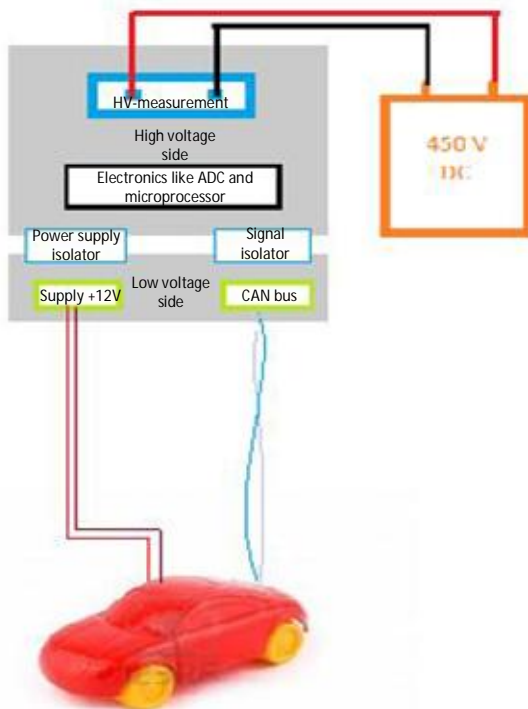 HV-measurement
450 V
DC
High voltage
side
Electronics like ADC and
microprocessor
Power supply
isolator
Signal
isolator
Supply +12V
Low voltage
side
CAN bus